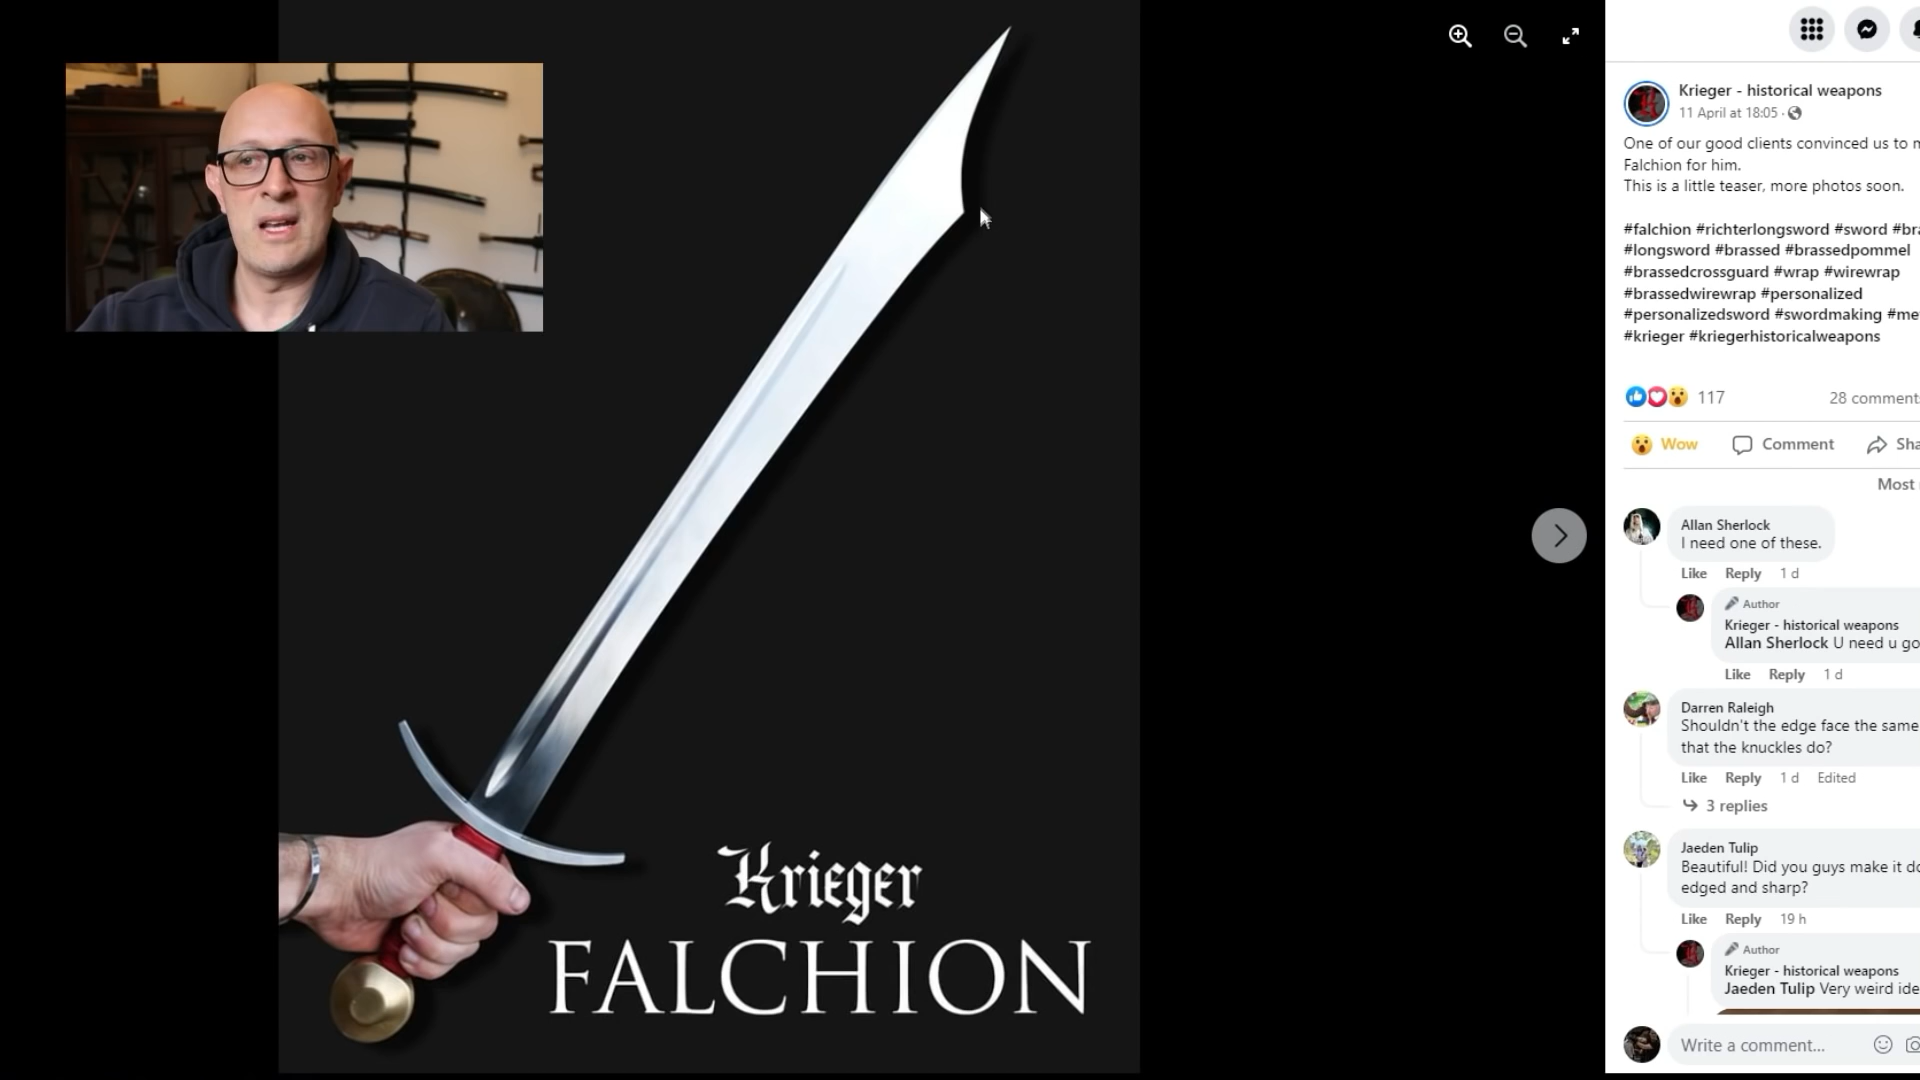 Krieger
FALCHION
Krieger - historical weapons
11 April at 18:05 ·
One of our good clients convinced us to
Falchion for him.
This is a little teaser, more photos soon.
#falchion #richterlongsword #sword
#longsword #brassed #brassedpommel
#brassedcrossguard #wrap #wirewrap
#brassedwirewrap #personalized
#personalizedsword #swordmaking
#krieger #kriegerhistoricalweapons
117
28 comments
Wow
Comment
Most
Allan Sherlock
I need one of these.
Like Reply 1 d
Author
Krieger - historical weapons
Allan Sherlock U need u
Like Reply 1 d
Darren Raleigh
Shouldn't the edge face the same
that the knuckles do?
Like Reply 1 d Edited
3 replies
Jaeden Tulip
Beautiful! Did you guys make it
edged and sharp?
Like Reply 19 h
Author
Krieger - historical weapons
Jaeden Tulip Very weird
Write a comment...